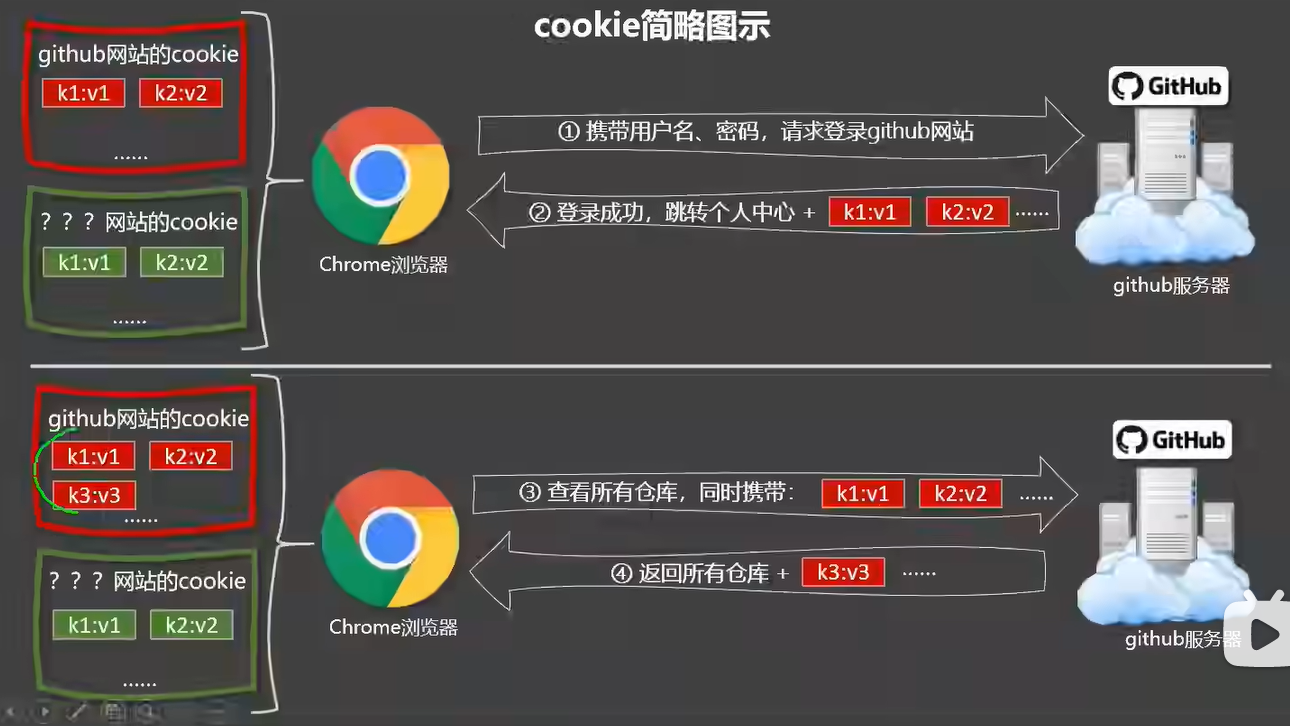 cookie简略图示
github网站的cookie
k1:v1 k2:v2
......
？？？网站的cookie
k1:v1 k2:v2
......
Chrome浏览器
① 携带用户名、密码，请求登录github网站
② 登录成功，跳转个人中心 + k1:v1 k2:v2 ······
GitHub
github服务器
github网站的cookie
k1:v1 k2:v2
k3:v3
......
？？？网站的cookie
k1:v1 k2:v2
......
Chrome浏览器
③ 查看所有仓库，同时携带： k1:v1 k2:v2 ······
④ 返回所有仓库 + k3:v3 ······
GitHub
github服务器